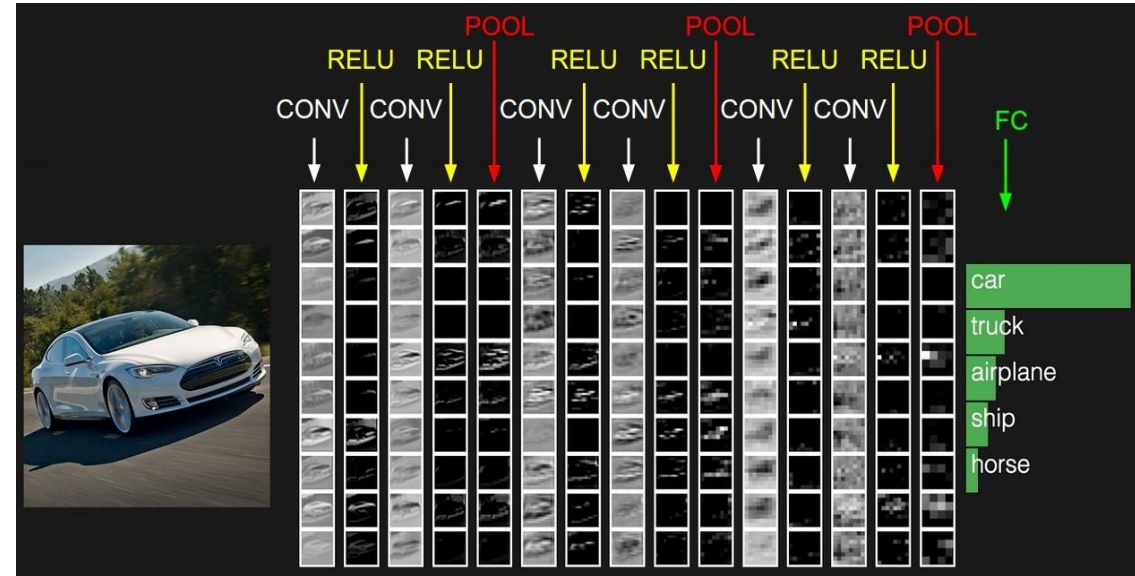 POOL POOL POOL
RELU RELU RELU RELU RELU RELU
CONV CONV CONV CONV CONV CONV
FC
car
truck
airplane
ship
horse